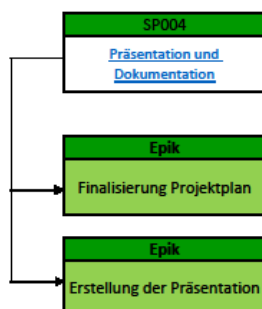 SP004
Präsentation und
Dokumentation
Epik
Finalisierung Projektplan
Epik
Erstellung der Präsentation